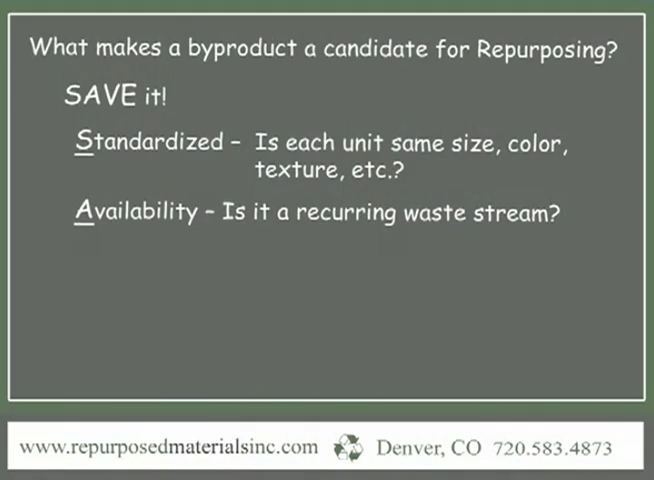 What makes a byproduct a candidate for Repurposing?
SAVE it!
Standardized – Is each unit same size, color,
texture, etc.?
Availability – Is it a recurring waste stream?
www.repurposedmaterialsinc.com Denver, CO 720.583.4873